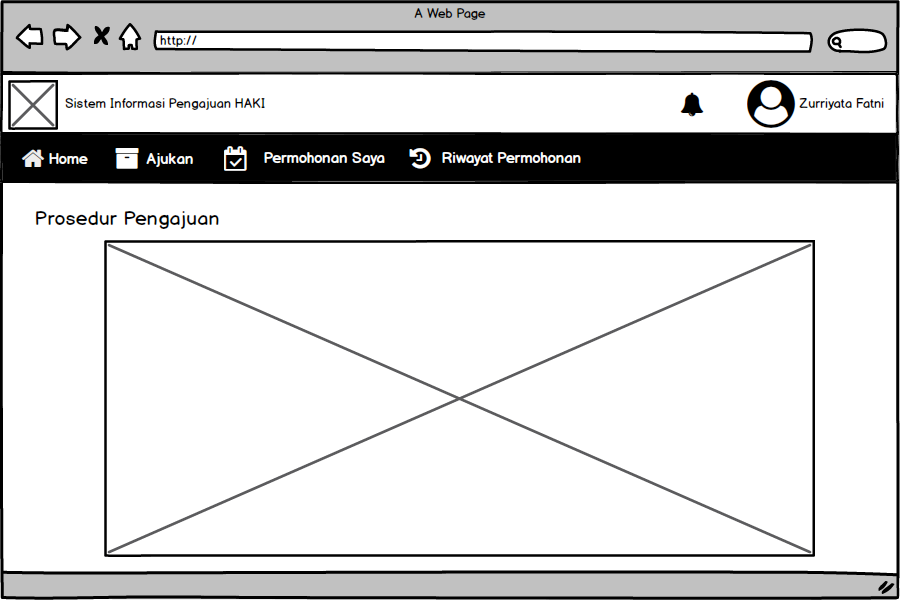 A Web Page
http://
Sistem Informasi Pengajuan HAKI
Zurriyata Fatni
Home Ajukan Permohonan Saya Riwayat Permohonan
Prosedur Pengajuan